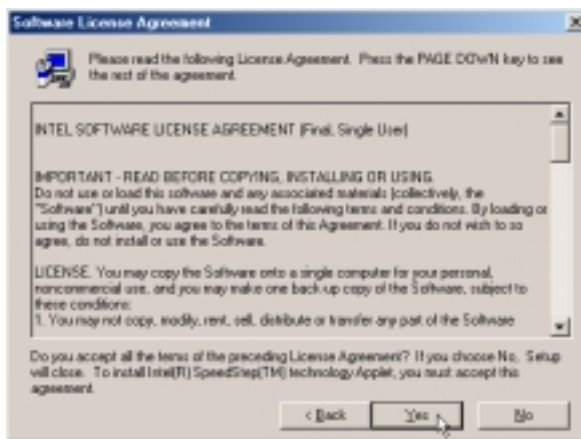 Software License Agreement
Please read the following License Agreement. Press the PAGE DOWN key to see
the rest of the agreement.
INTEL SOFTWARE LICENSE AGREEMENT (Final, Single User)
IMPORTANT - READ BEFORE COPYING, INSTALLING OR USING.
Do not use or load this software and any associated materials (collectively, the
"Software") until you have carefully read the following terms and conditions. By loading or
using the Software, you agree to the terms of this Agreement. If you do not wish to so
agree, do not install or use the Software.
LICENSE. You may copy the Software onto a single computer for your personal,
noncommercial use, and you may make one back up copy of the Software, subject to
these conditions:
1. You may not copy, modify, rent, sell, distribute or transfer any part of the Software
Do you accept all the terms of the preceding License Agreement? If you choose No, Setup
will close. To install Intel(R) SpeedStep(TM) technology Applet, you must accept this
agreement.
< Back Yes No